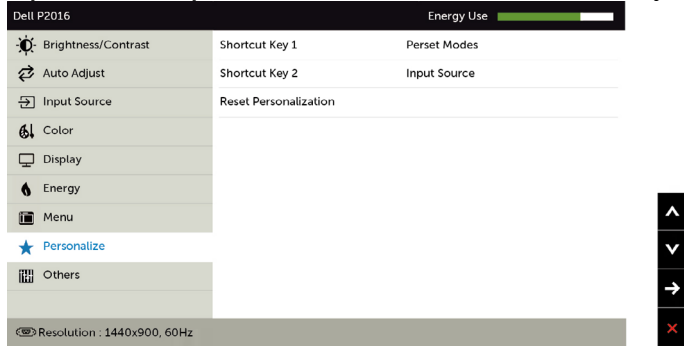 Dell P2016
Energy Use
Brightness/Contrast
Shortcut Key 1 Perset Modes
Auto Adjust
Shortcut Key 2 Input Source
Input Source
Reset Personalization
Color
Display
Energy
Menu
Personalize
Others
Resolution : 1440x900, 60Hz